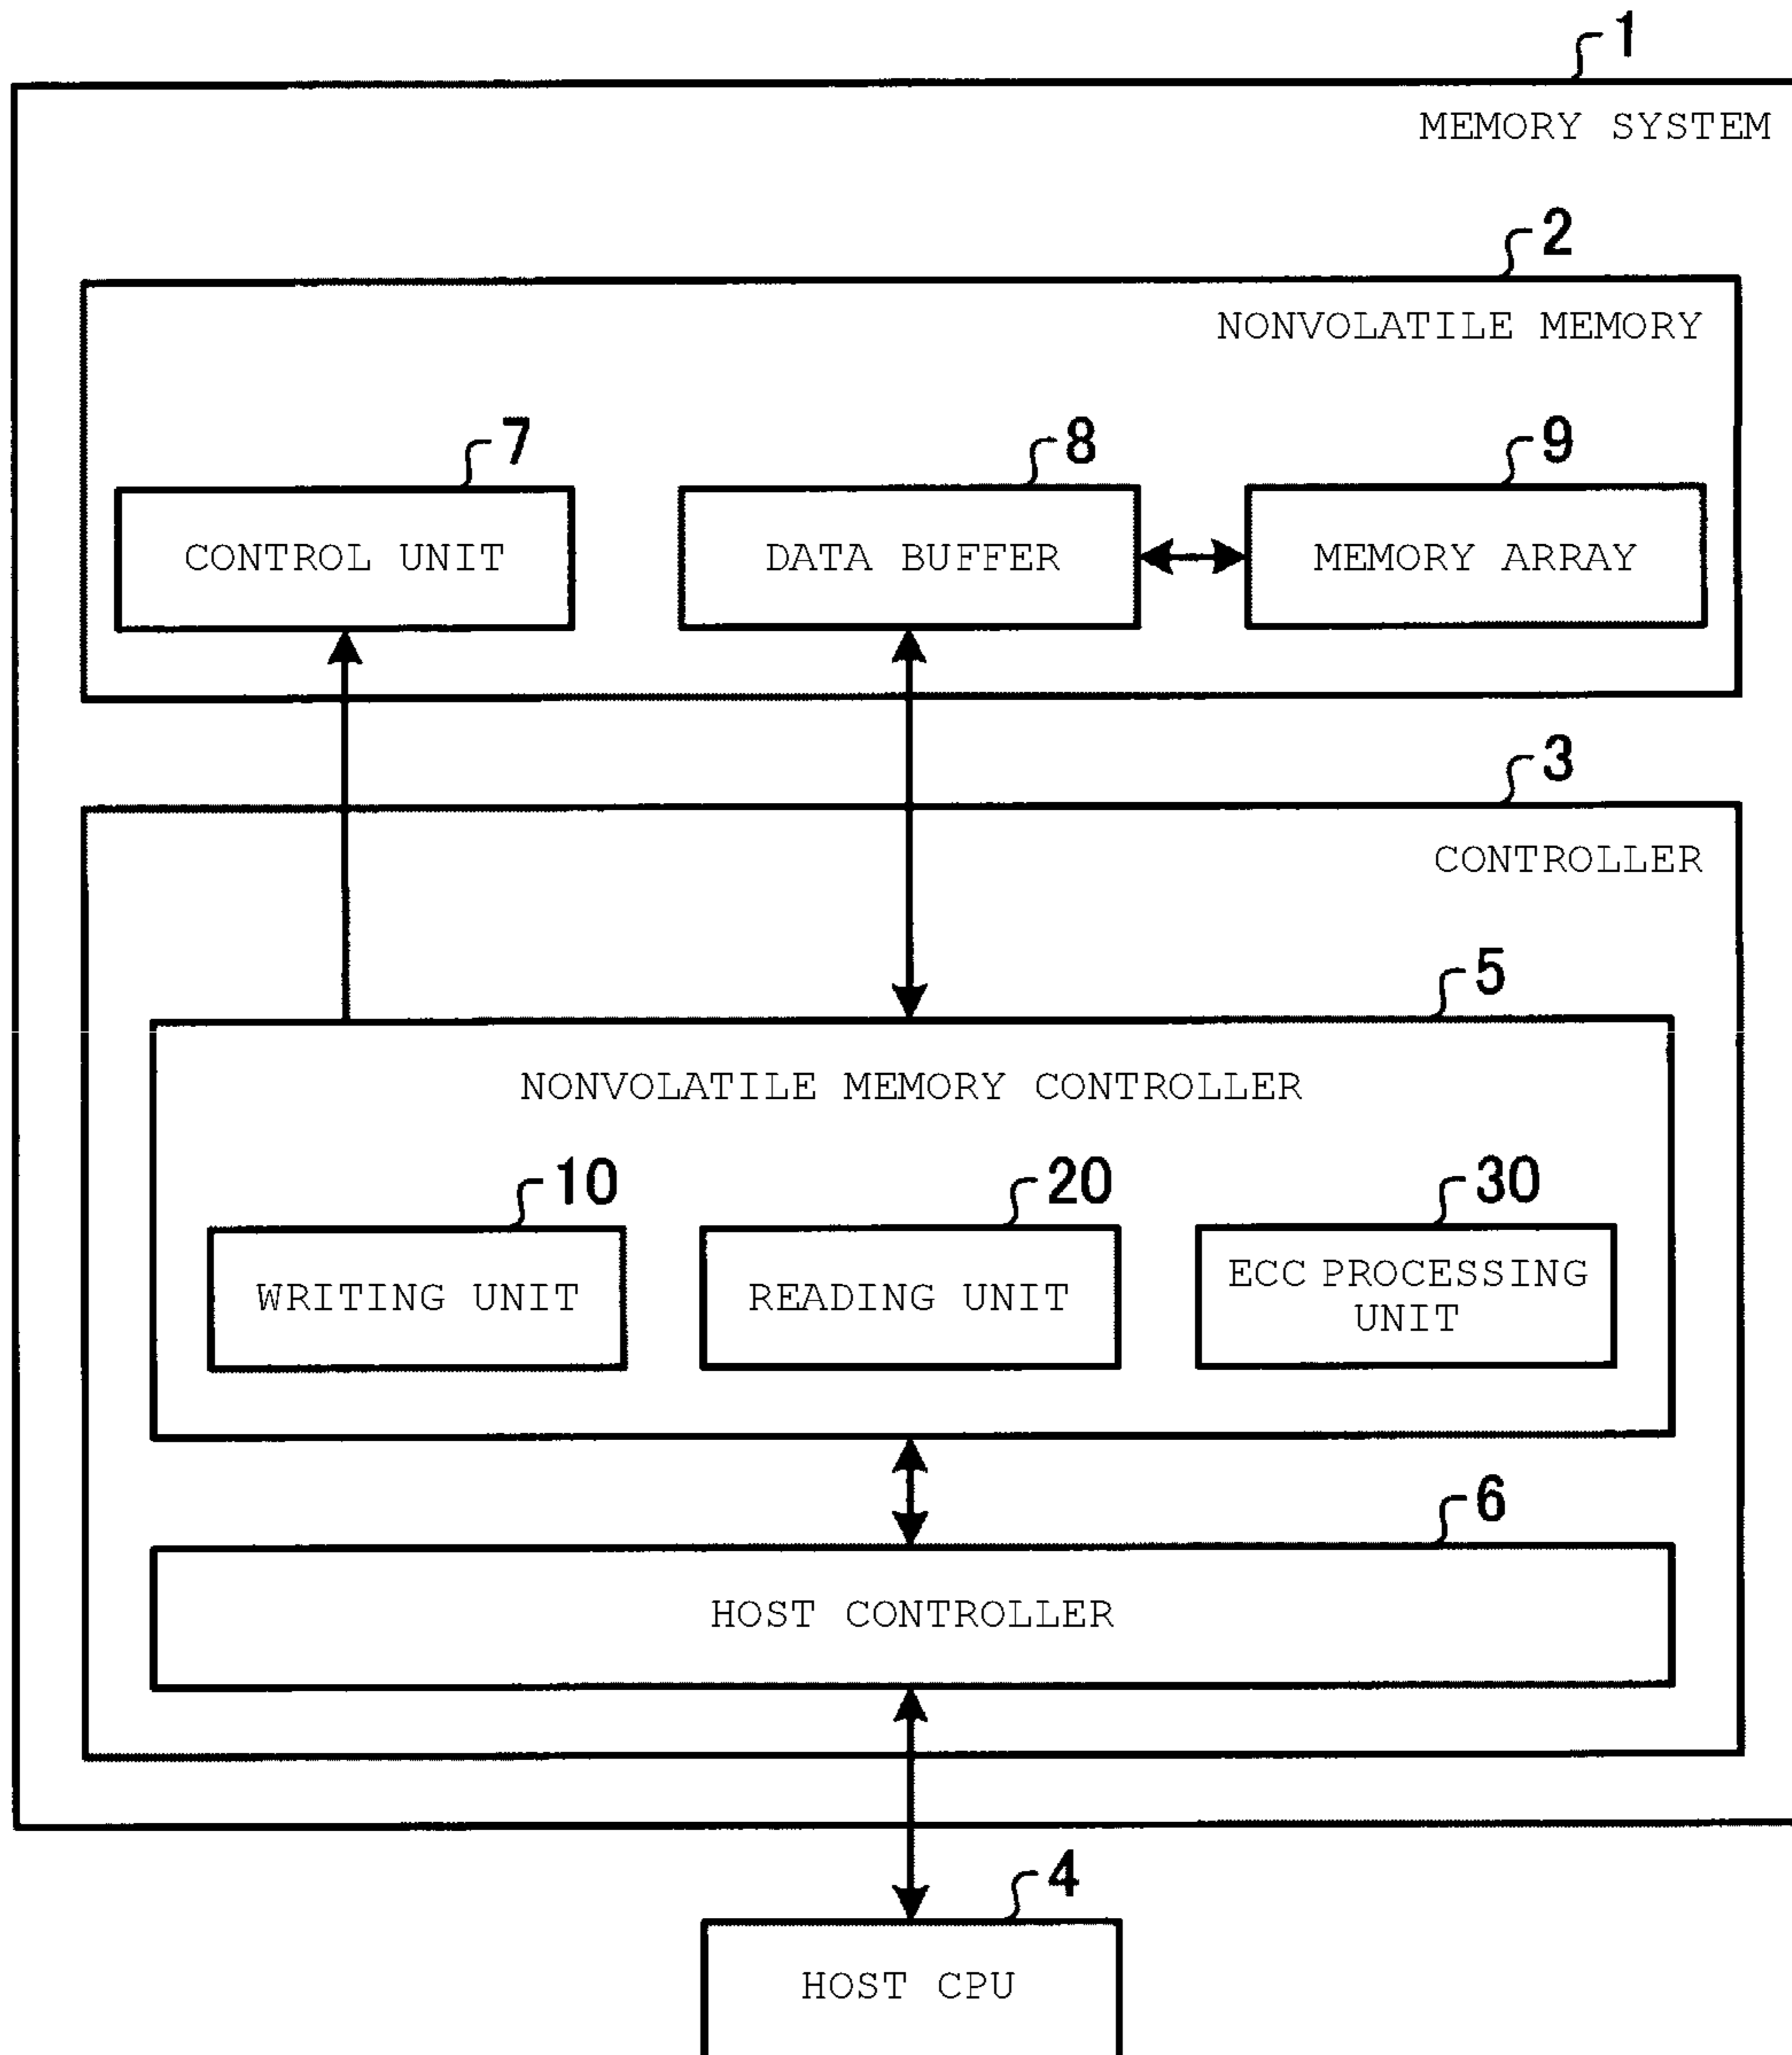 1
MEMORY SYSTEM
2
NONVOLATILE MEMORY
7
8
9
CONTROL UNIT
DATA BUFFER
MEMORY ARRAY
3
CONTROLLER
5
NONVOLATILE MEMORY CONTROLLER
10
20
30
WRITING UNIT
READING UNIT
ECC PROCESSING
UNIT
6
HOST CONTROLLER
4
HOST CPU